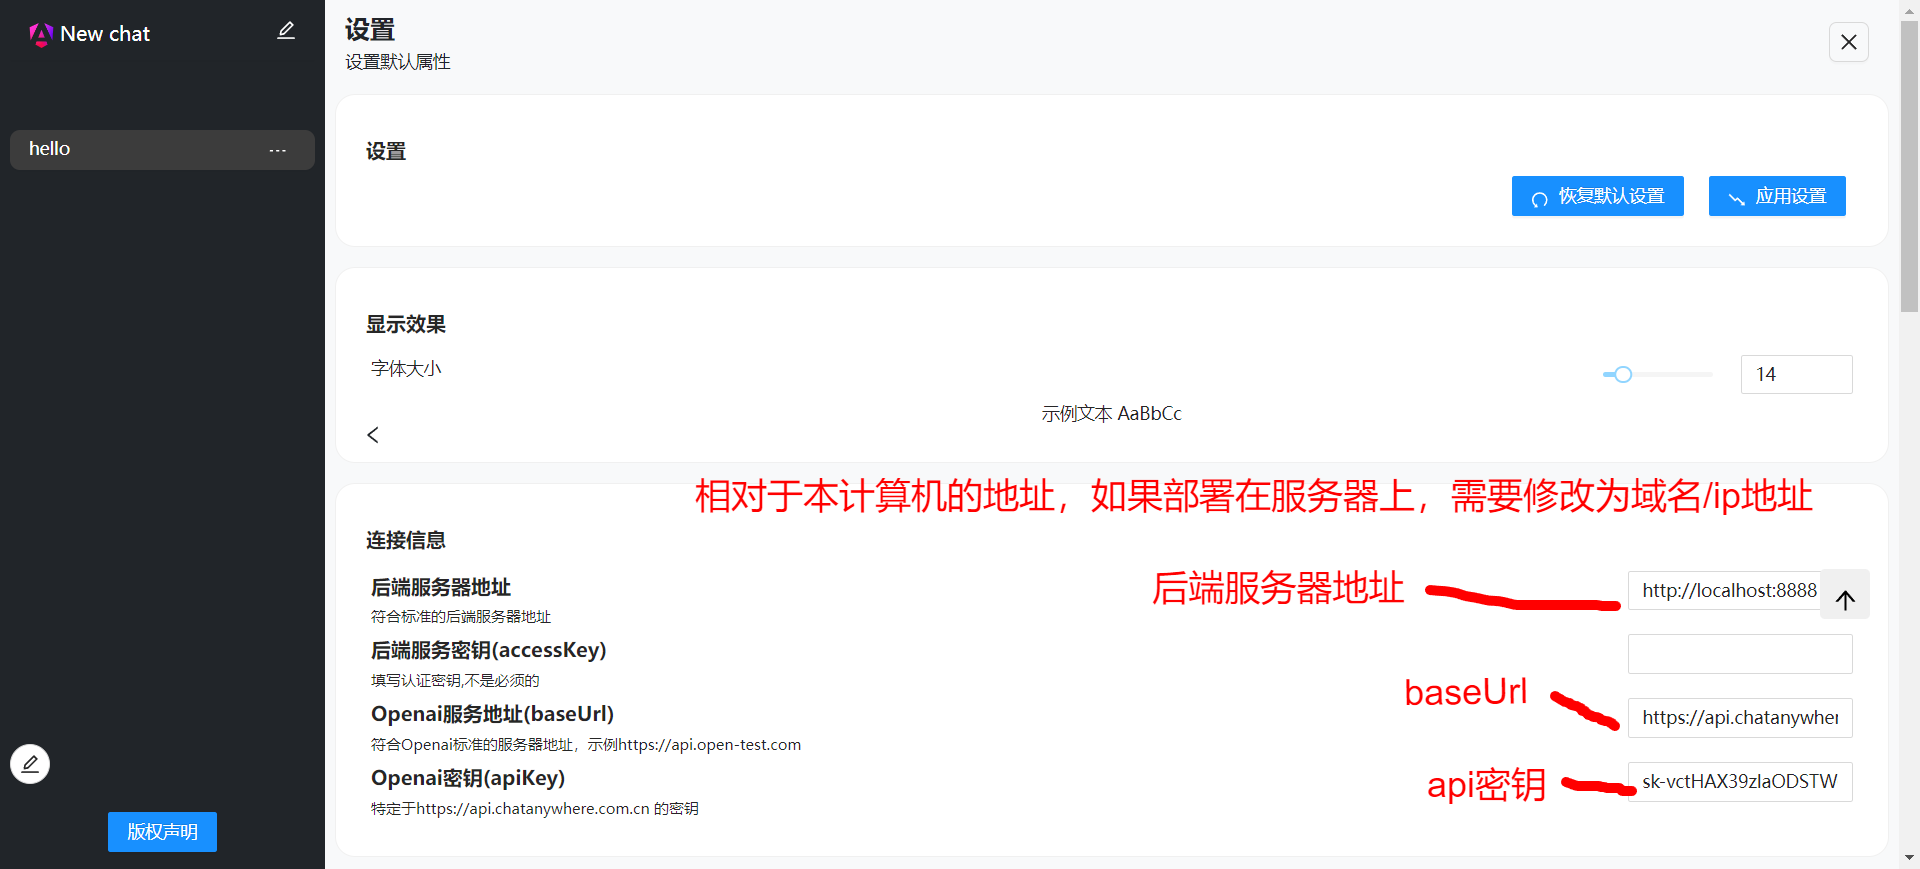 New chat
hello
版权声明
设置
设置默认属性
设置
恢复默认设置
应用设置
显示效果
字体大小
14
示例文本 AaBbCc
相对于本计算机的地址，如果部署在服务器上，需要修改为域名/ip地址
连接信息
后端服务器地址
后端服务器地址
http://localhost:8888
符合标准的后端服务器地址
后端服务密钥(accessKey)
填写认证密钥,不是必须的
baseUrl
Openai服务地址(baseUrl)
https://api.chatanywher
符合Openai标准的服务器地址，示例https://api.open-test.com
Openai密钥(apiKey)
api密钥
sk-vctHAX39zlaODSTW
特定于https://api.chatanywhere.com.cn 的密钥